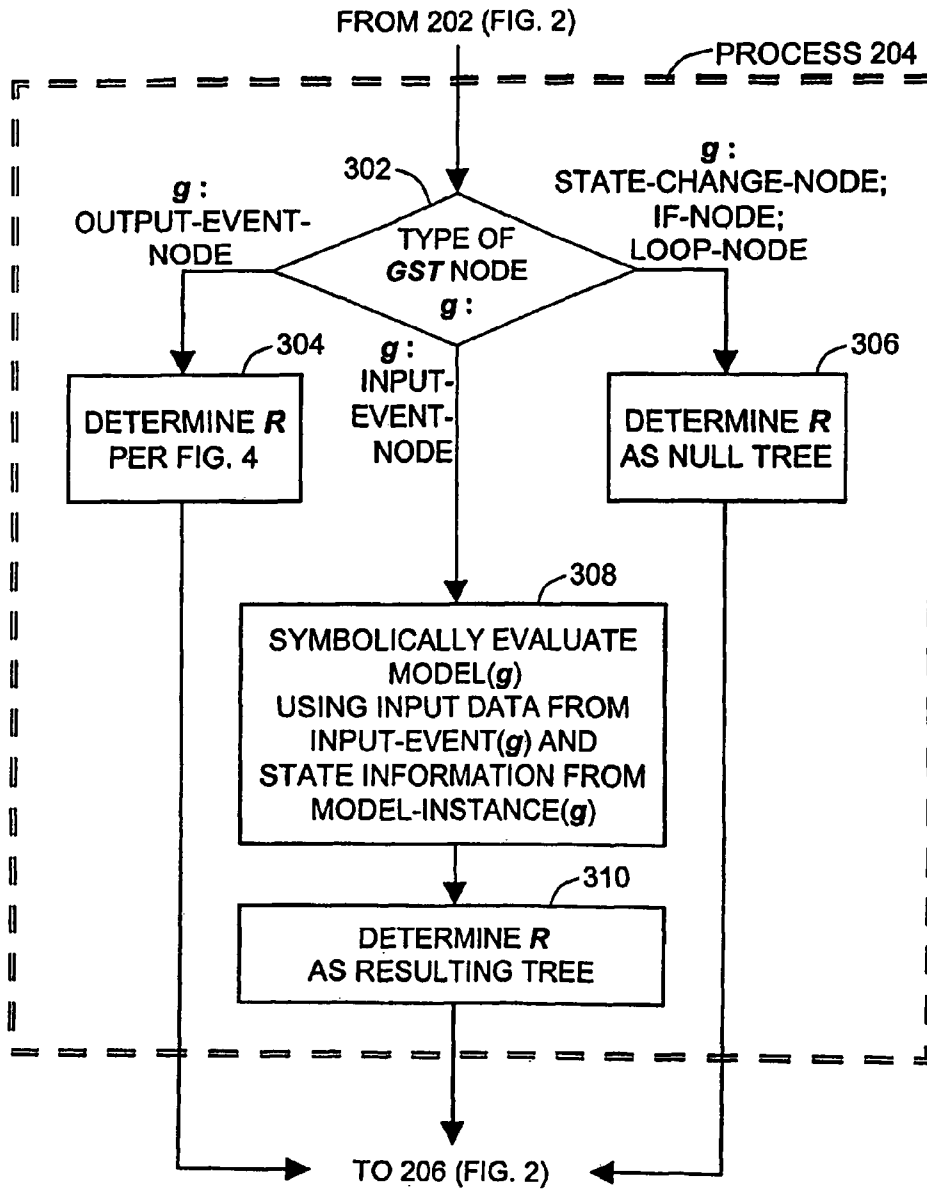 FROM 202 (FIG. 2)
PROCESS 204
302
g :
OUTPUT-EVENT-
NODE
g :
STATE-CHANGE-NODE;
IF-NODE;
LOOP-NODE
TYPE OF
GST NODE
g :
304
g :
INPUT-
EVENT-
NODE
306
DETERMINE R
PER FIG. 4
DETERMINE R
AS NULL TREE
308
SYMBOLICALLY EVALUATE
MODEL(g)
USING INPUT DATA FROM
INPUT-EVENT(g) AND
STATE INFORMATION FROM
MODEL-INSTANCE(g)
310
DETERMINE R
AS RESULTING TREE
TO 206 (FIG. 2)